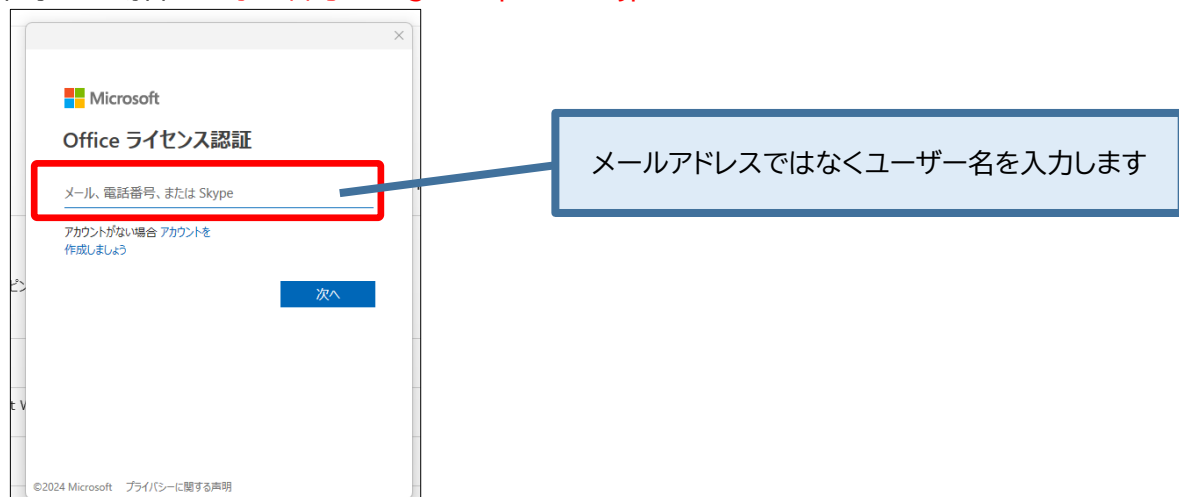 Microsoft
Office ライセンス認証
メール、電話番号、または Skype
アカウントがない場合 アカウントを
作成しましょう
次へ
©2024 Microsoft プライバシーに関する声明
メールアドレスではなくユーザー名を入力します